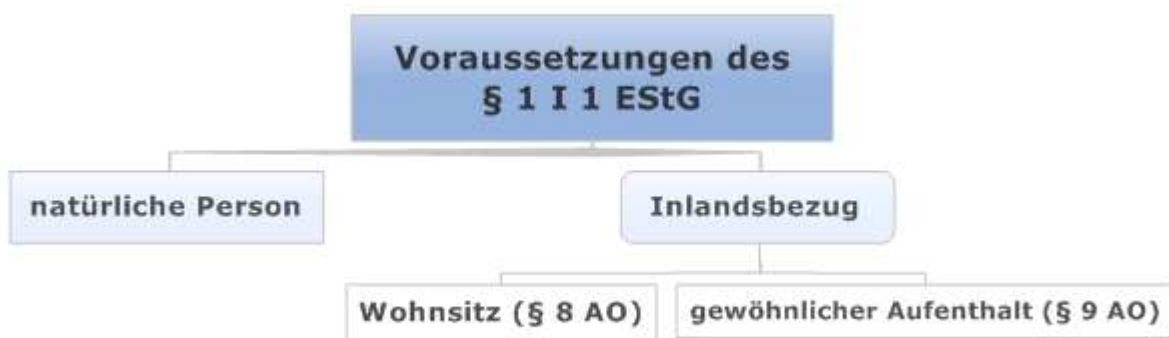 Voraussetzungen des
§ 1 I 1 EStG
natürliche Person
Inlandsbezug
Wohnsitz (§ 8 AO)
gewöhnlicher Aufenthalt (§ 9 AO)